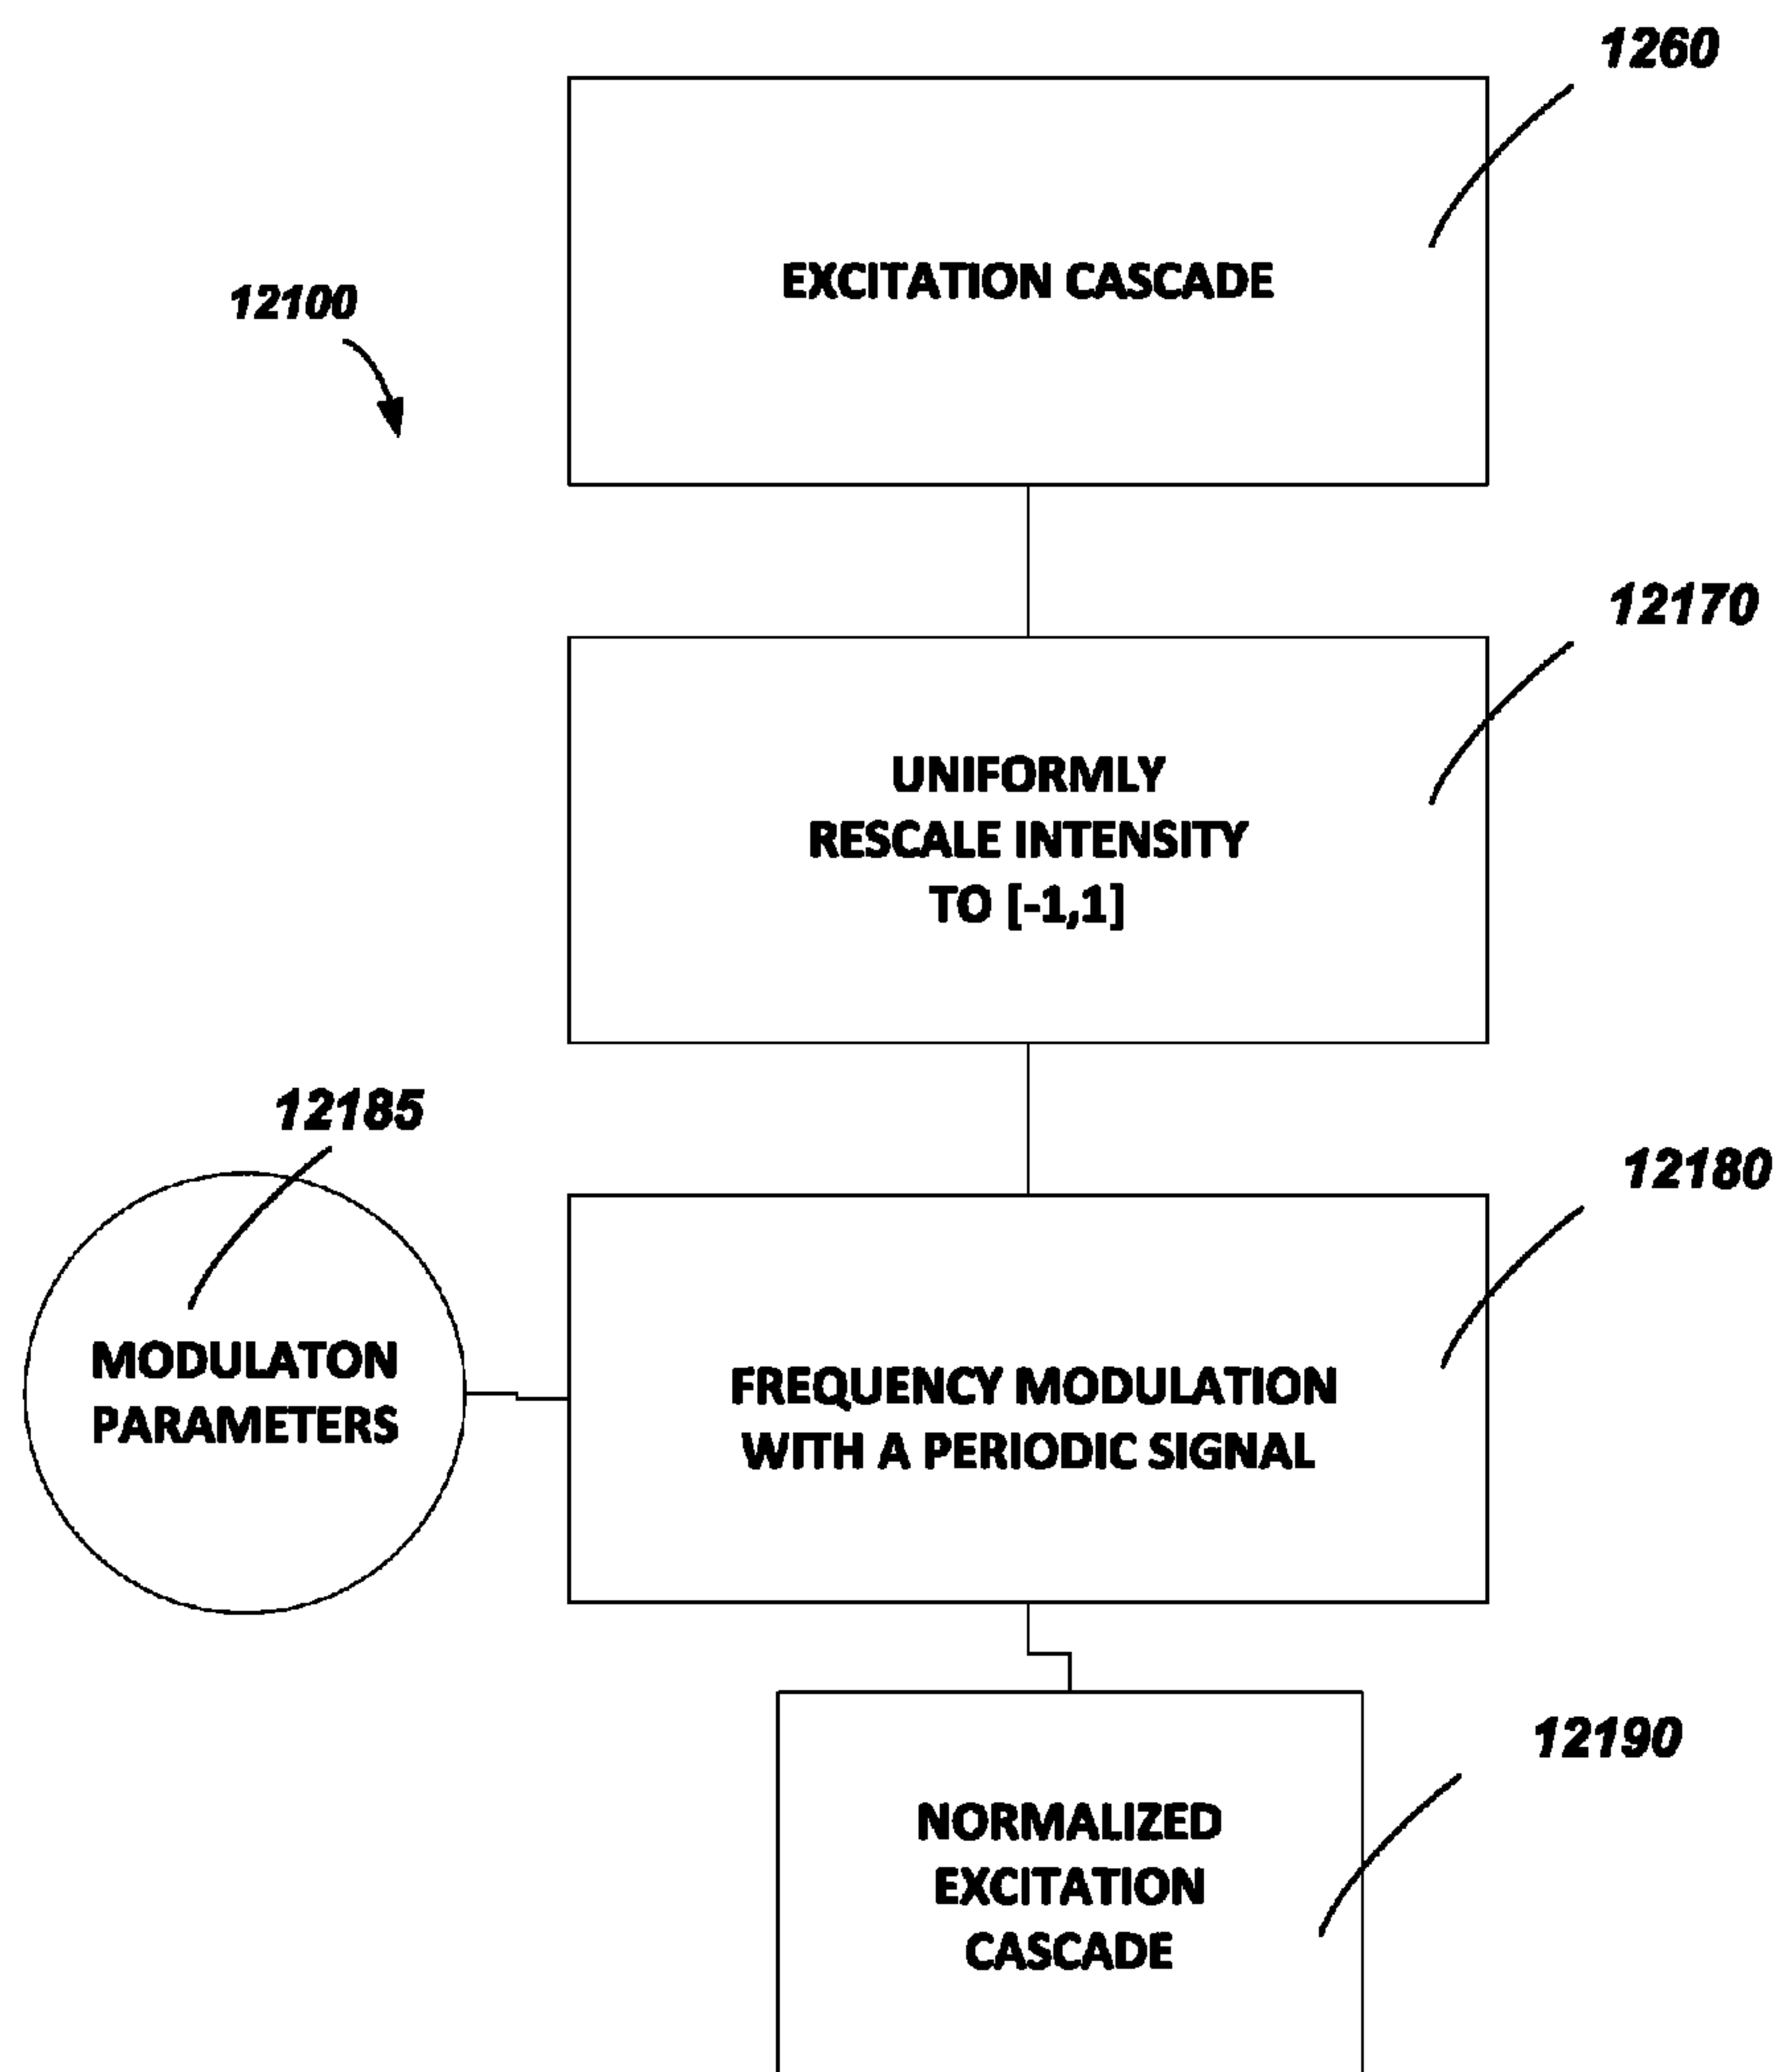 1260
EXCITATION CASCADE
12100
12170
UNIFORMLY
RESCALE INTENSITY
TO [-1,1]
12185
12180
MODULATON
PARAMETERS
FREQUENCY MODULATION
WITH A PERIODIC SIGNAL
12190
NORMALIZED
EXCITATION
CASCADE